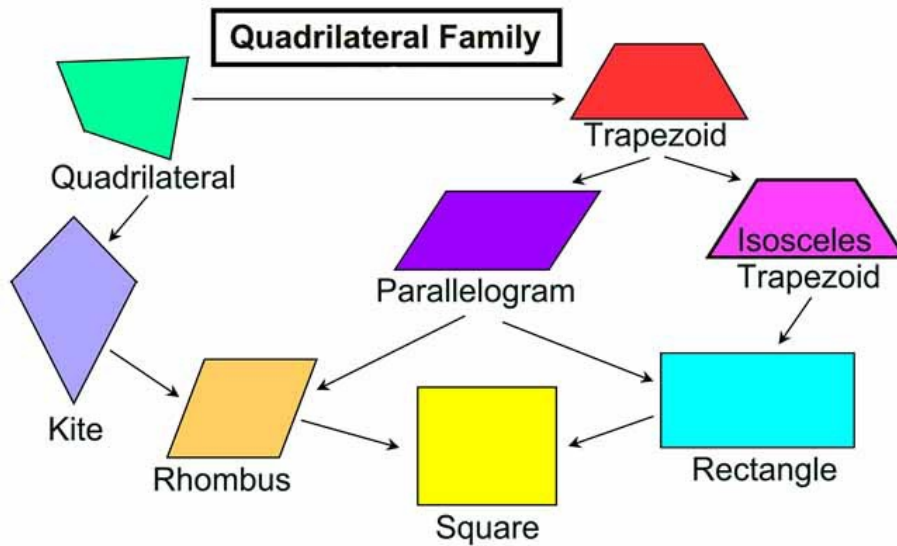 Quadrilateral Family
Quadrilateral
Trapezoid
Parallelogram
Isosceles
Trapezoid
Kite
Rhombus
Square
Rectangle